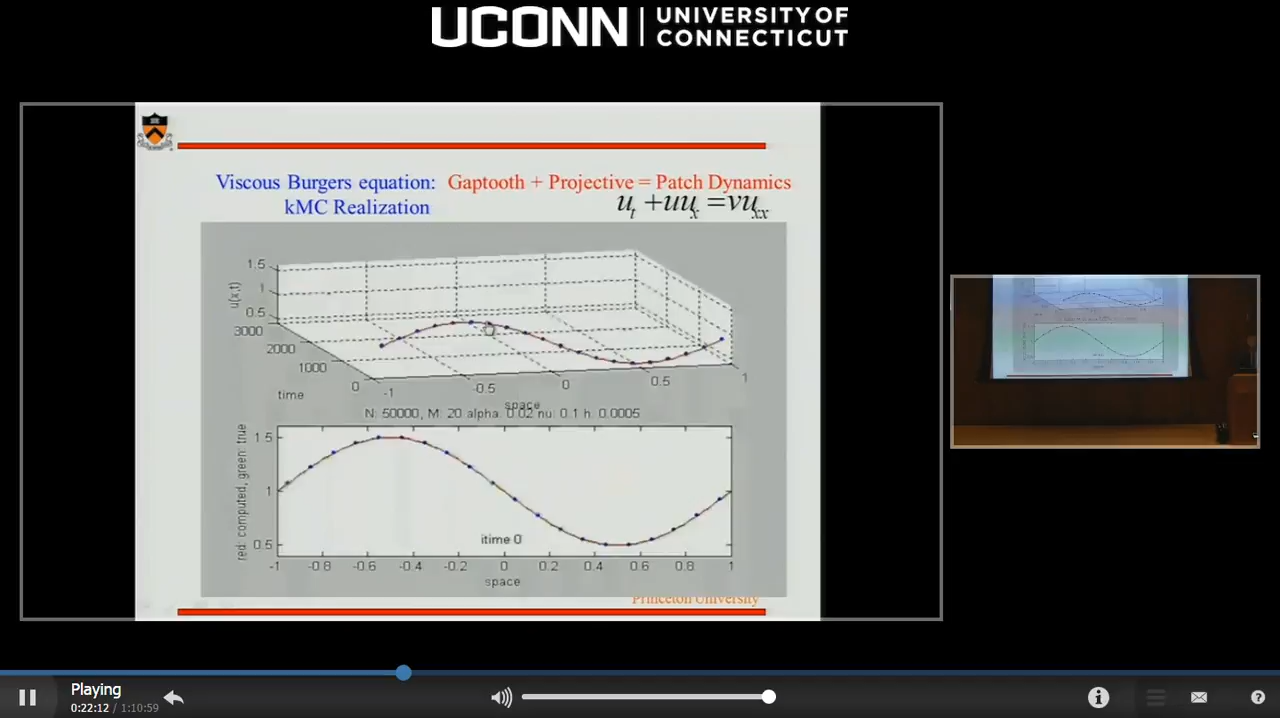 UCONN
UNIVERSITY OF
CONNECTICUT
Viscous Burgers equation: Gaptooth + Projective = Patch Dynamics
kMC Realization
u_t + uu_x = νu_xx
u(x,t)
1.5
1
0.5
3000
2000
1000
0
time
-1
-0.5
0
0.5
1
space
N: 50000, M: 20 alpha: 0.02 nu: 0.1 h: 0.0005
red: computed, green: true
1.5
1
0.5
itime 0
-1 -0.8 -0.6 -0.4 -0.2 0 0.2 0.4 0.6 0.8 1
space
Princeton University
Playing
0:22:12 / 1:10:59